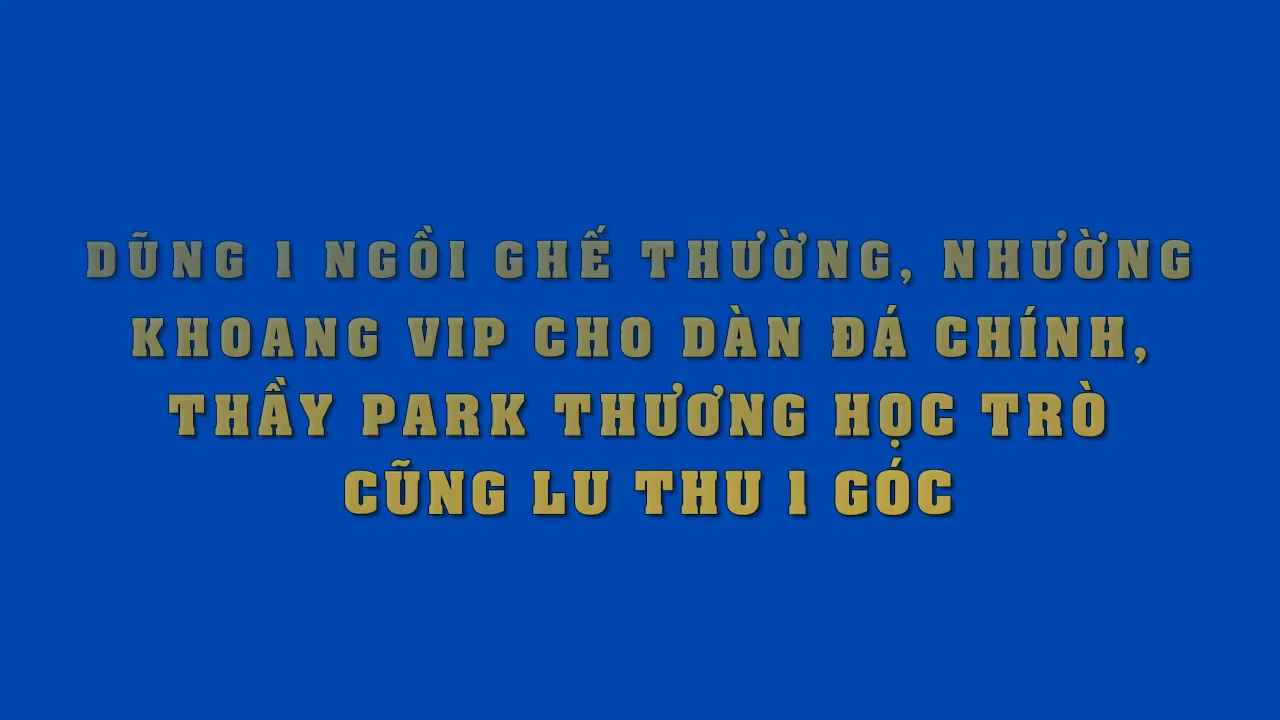 DŨNG 1 NGỒI GHẾ THƯỜNG, NHƯỜNG
KHOANG VIP CHO DÀN ĐÁ CHÍNH,
THẦY PARK THƯƠNG HỌC TRÒ
CŨNG LU THU 1 GÓC